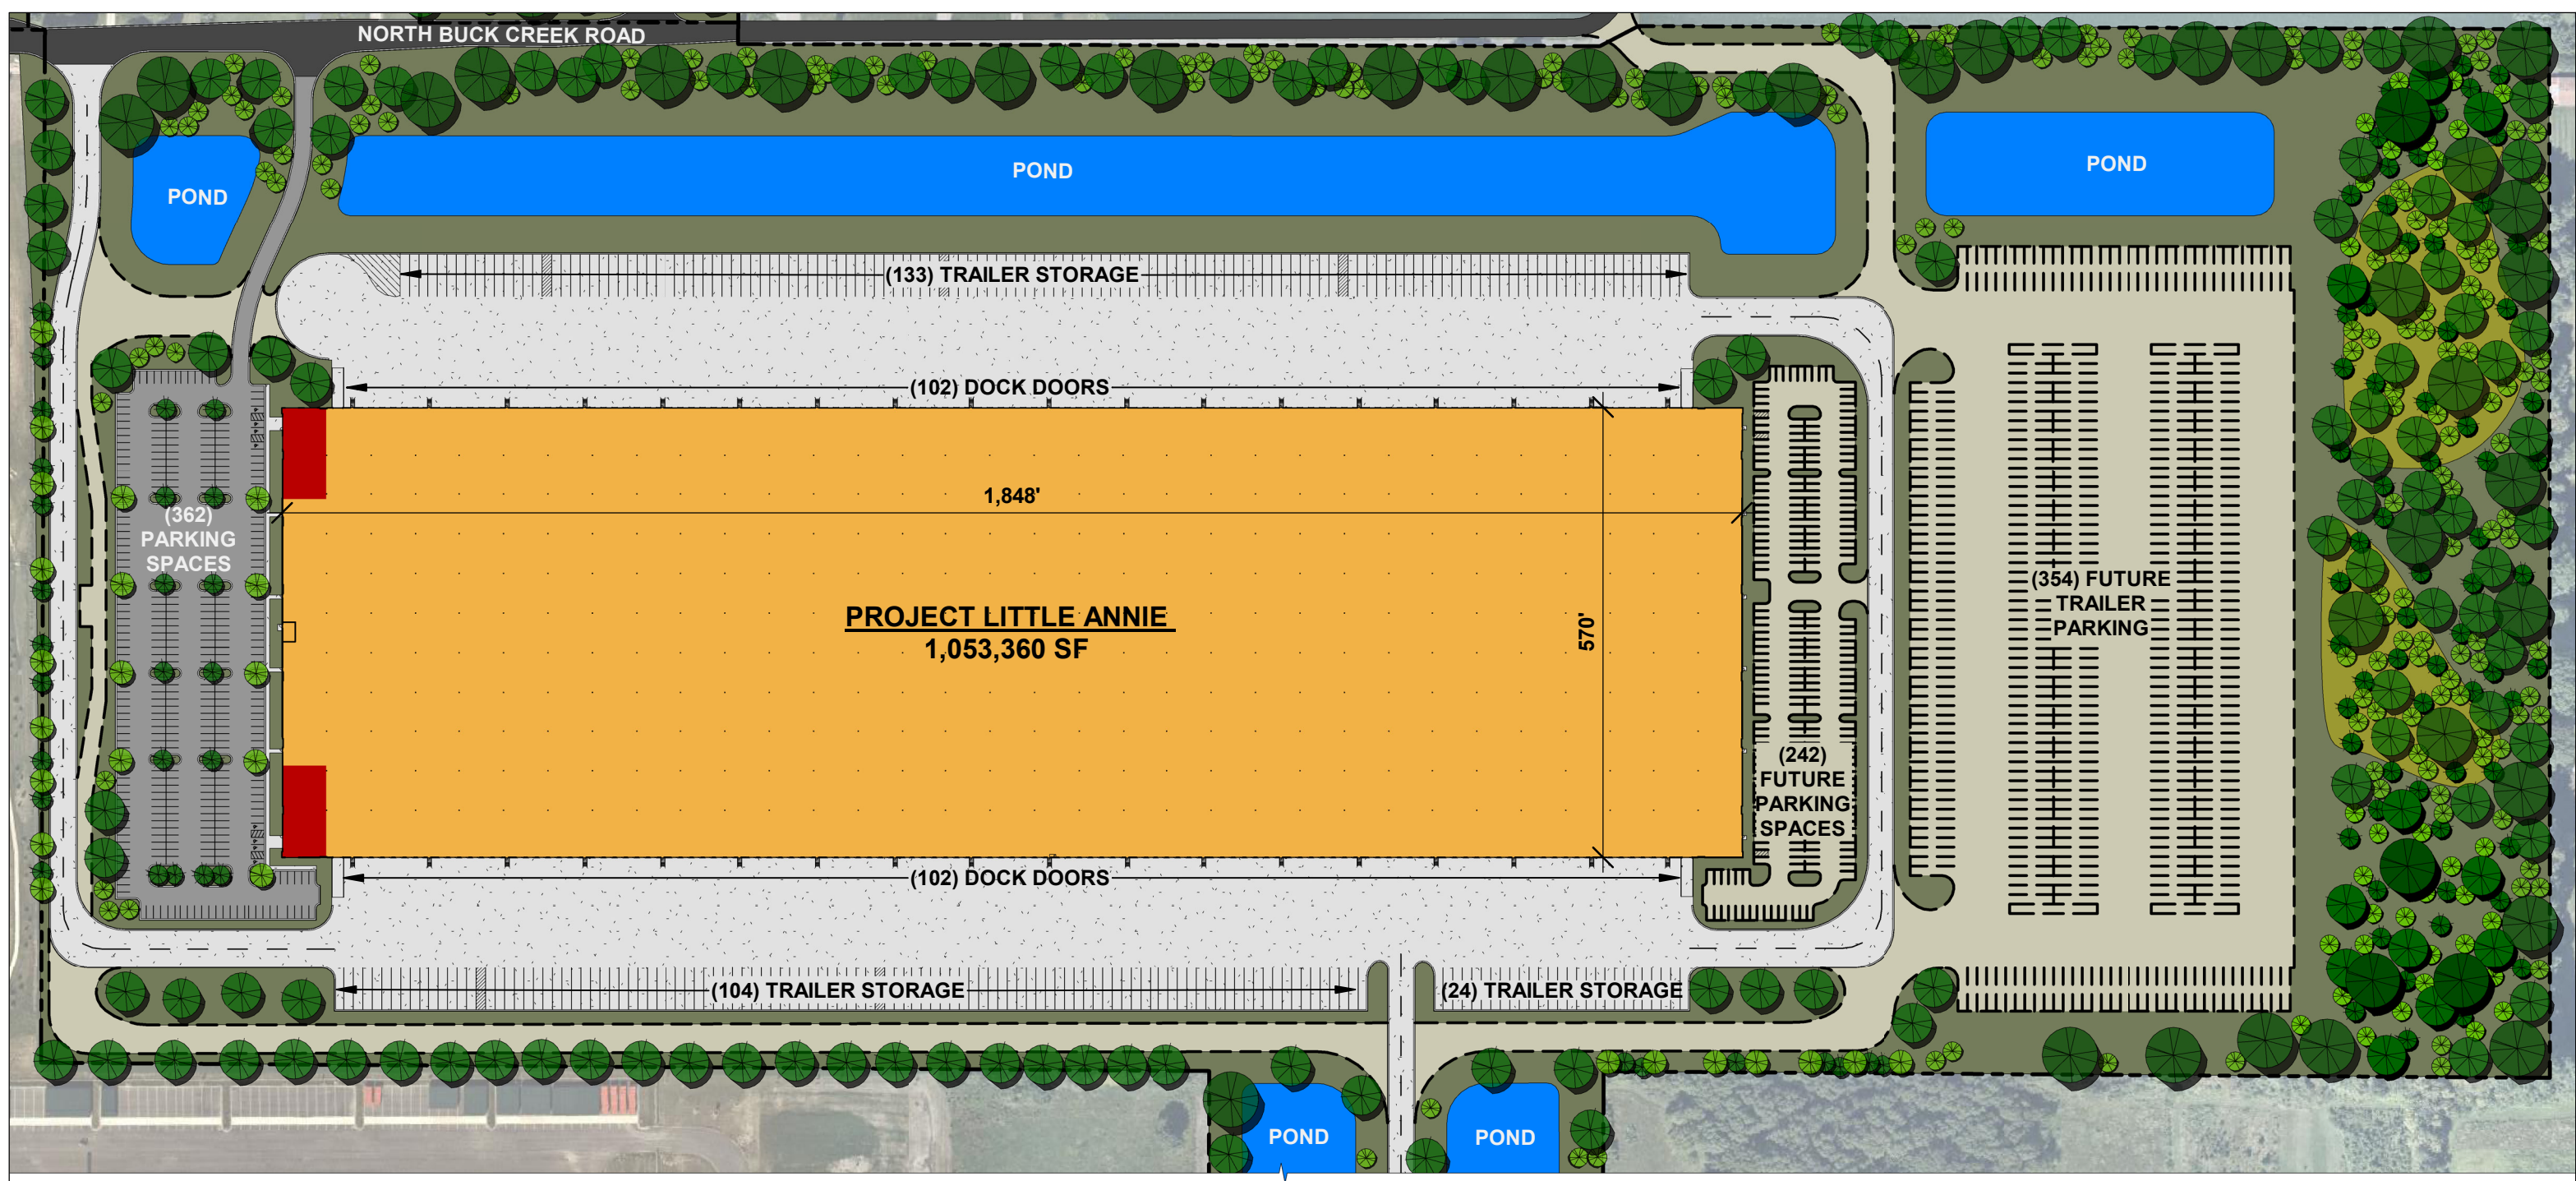 NORTH BUCK CREEK ROAD
POND
POND
POND
(133) TRAILER STORAGE
(102) DOCK DOORS
1,848'
(362)
PARKING
SPACES
PROJECT LITTLE ANNIE
1,053,360 SF
570'
(354) FUTURE
TRAILER
PARKING
(242)
FUTURE
PARKING
SPACES
(102) DOCK DOORS
(104) TRAILER STORAGE
(24) TRAILER STORAGE
POND
POND